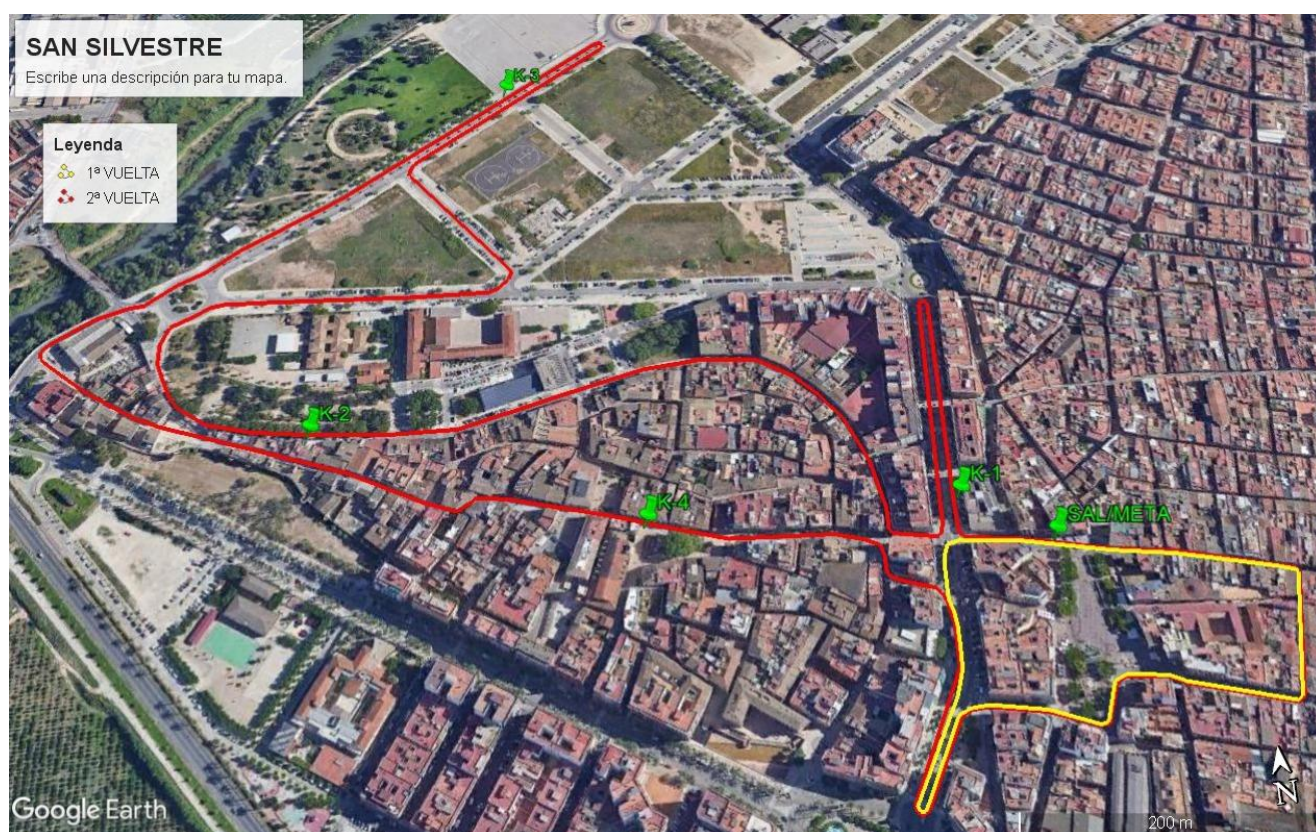 SAN SILVESTRE
Escribe una descripción para tu mapa.
Leyenda
1ª VUELTA
2ª VUELTA
K-3
K-2
K-1
K-4
SAL/META
N
Google Earth
200 m